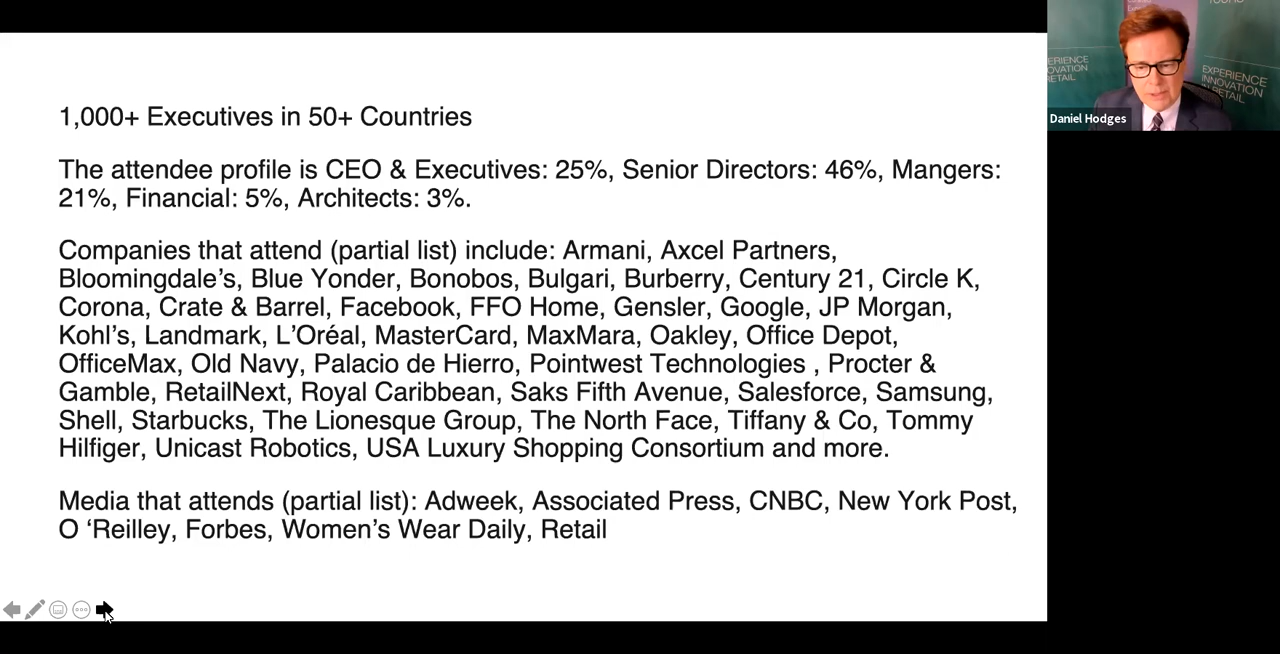 1,000+ Executives in 50+ Countries
The attendee profile is CEO & Executives: 25%, Senior Directors: 46%, Mangers:
21%, Financial: 5%, Architects: 3%.
Companies that attend (partial list) include: Armani, Axcel Partners,
Bloomingdale’s, Blue Yonder, Bonobos, Bulgari, Burberry, Century 21, Circle K,
Corona, Crate & Barrel, Facebook, FFO Home, Gensler, Google, JP Morgan,
Kohl’s, Landmark, L’Oréal, MasterCard, MaxMara, Oakley, Office Depot,
OfficeMax, Old Navy, Palacio de Hierro, Pointwest Technologies , Procter &
Gamble, RetailNext, Royal Caribbean, Saks Fifth Avenue, Salesforce, Samsung,
Shell, Starbucks, The Lionesque Group, The North Face, Tiffany & Co, Tommy
Hilfiger, Unicast Robotics, USA Luxury Shopping Consortium and more.
Media that attends (partial list): Adweek, Associated Press, CNBC, New York Post,
O ‘Reilley, Forbes, Women’s Wear Daily, Retail
EXPERIENCE
INNOVATION
RETAIL
Daniel Hodges